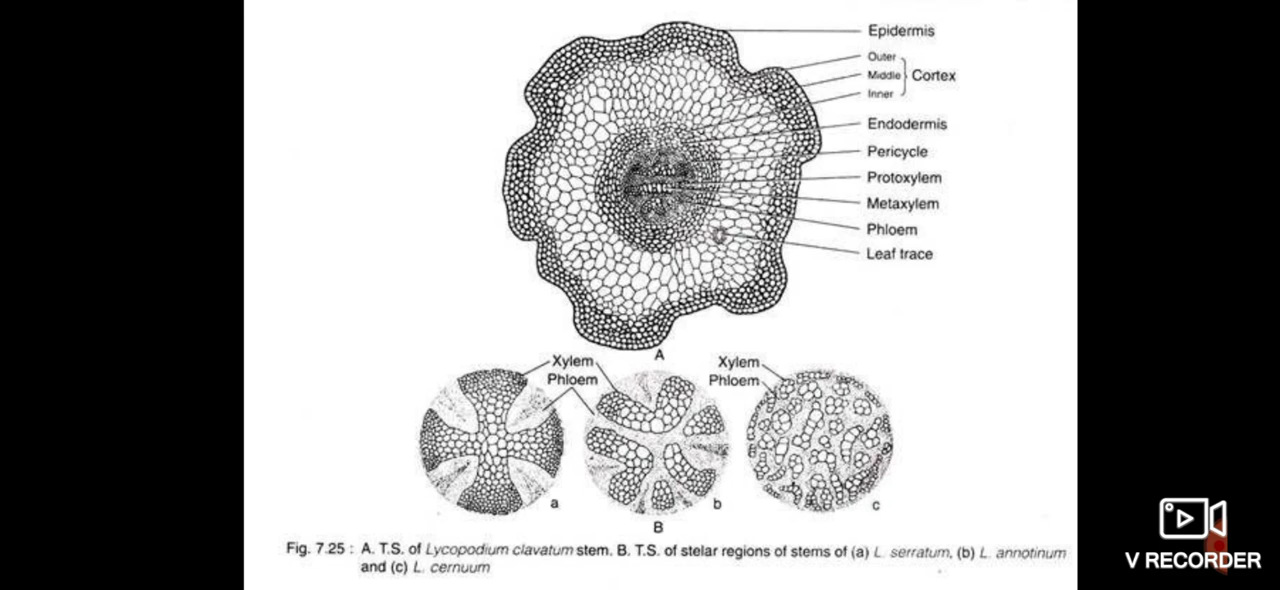 Epidermis
Outer
Middle
Inner
Cortex
Endodermis
Pericycle
Protoxylem
Metaxylem
Phloem
Leaf trace
A
Xylem
Phloem
Xylem
Phloem
a
b
c
B
Fig. 7.25 : A. T.S. of Lycopodium clavatum stem. B. T.S. of stelar regions of stems of (a) L. serratum, (b) L. annotinum
and (c) L. cernuum
V RECORDER